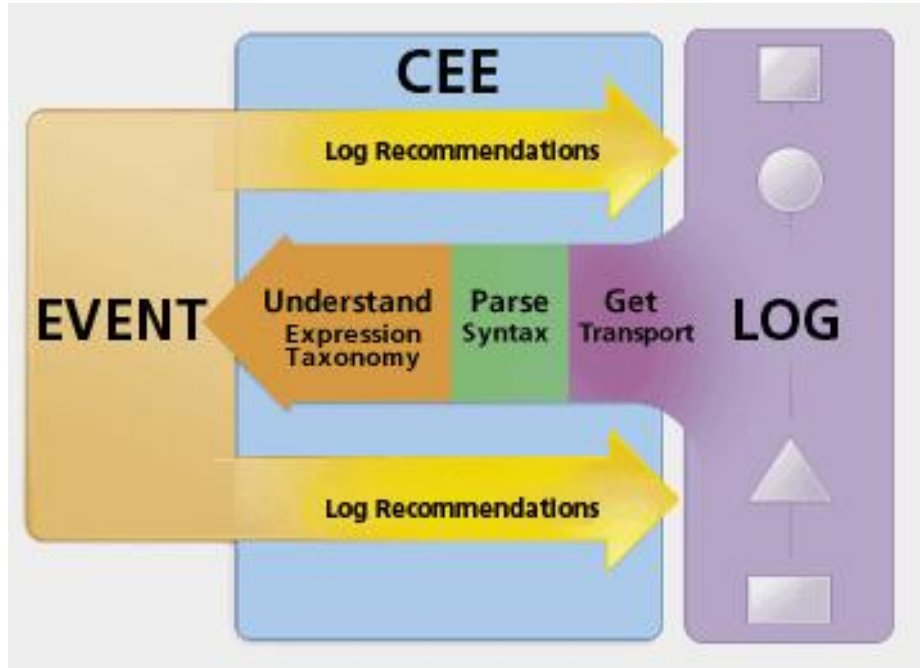 CEE
Log Recommendations
EVENT
Understand
Expression
Taxonomy
Parse
Syntax
Get
Transport
LOG
Log Recommendations